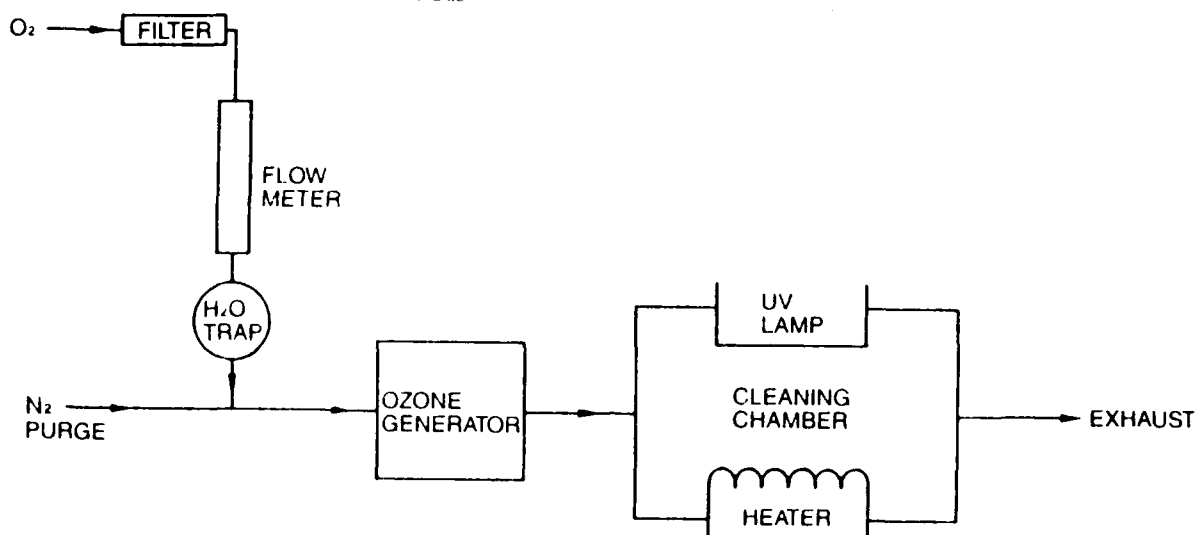 O₂
FILTER
FLOW
METER
H₂O
TRAP
N₂
PURGE
OZONE
GENERATOR
UV
LAMP
CLEANING
CHAMBER
EXHAUST
HEATER